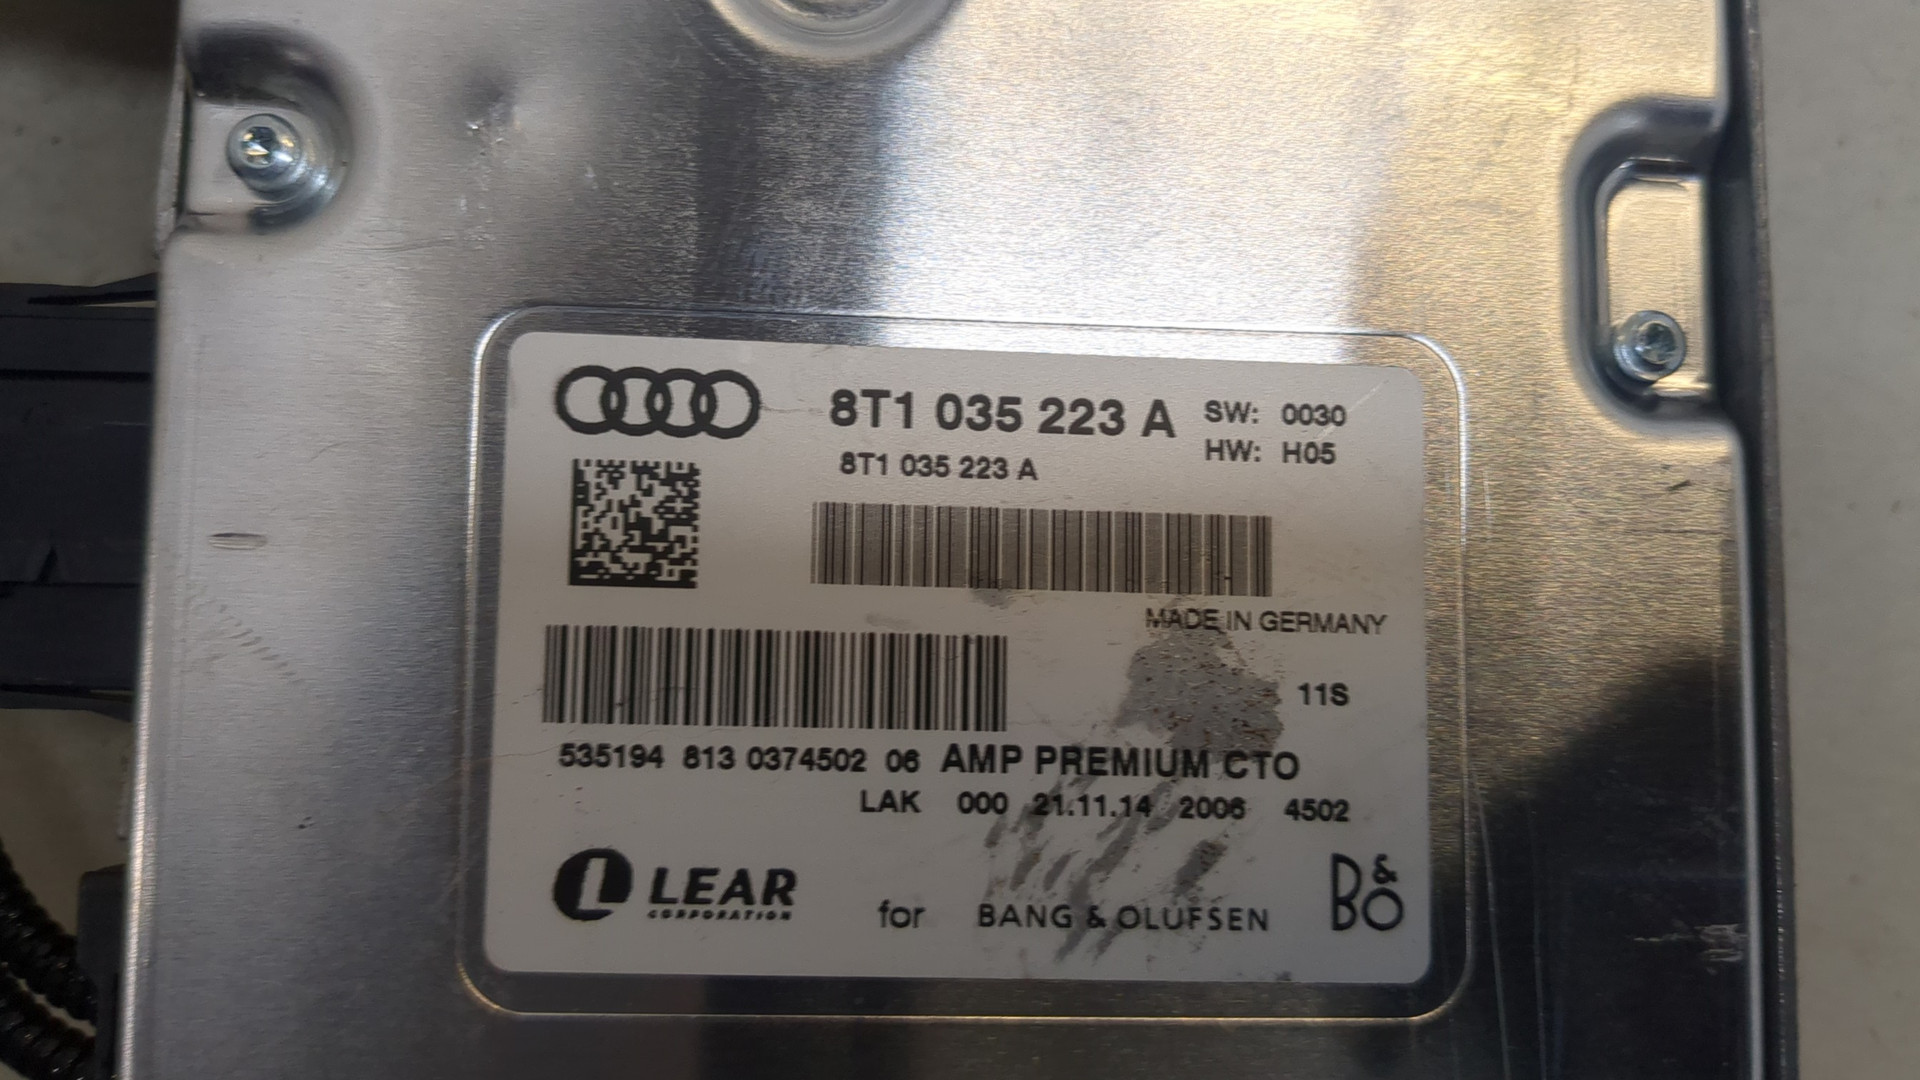 8T1 035 223 A SW: 0030
8T1 035 223 A HW: H05
MADE IN GERMANY
11S
535194 813 0374502 06 AMP PREMIUM CTO
LAK 000 21.11.14 2006 4502
LEAR
CORPORATION
for BANG & OLUFSEN B&O